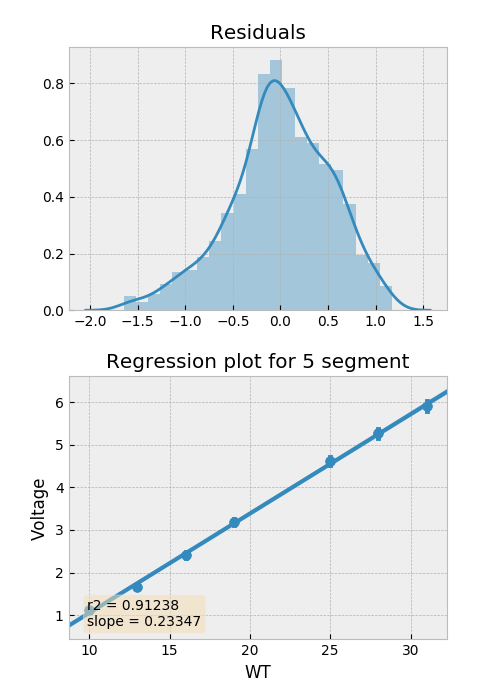 Residuals
0.8
0.6
0.4
0.2
0.0
−2.0 −1.5 −1.0 −0.5 0.0 0.5 1.0 1.5
Regression plot for 5 segment
6
5
4
3
2
1
Voltage
r2 = 0.91238
slope = 0.23347
10 15 20 25 30
WT